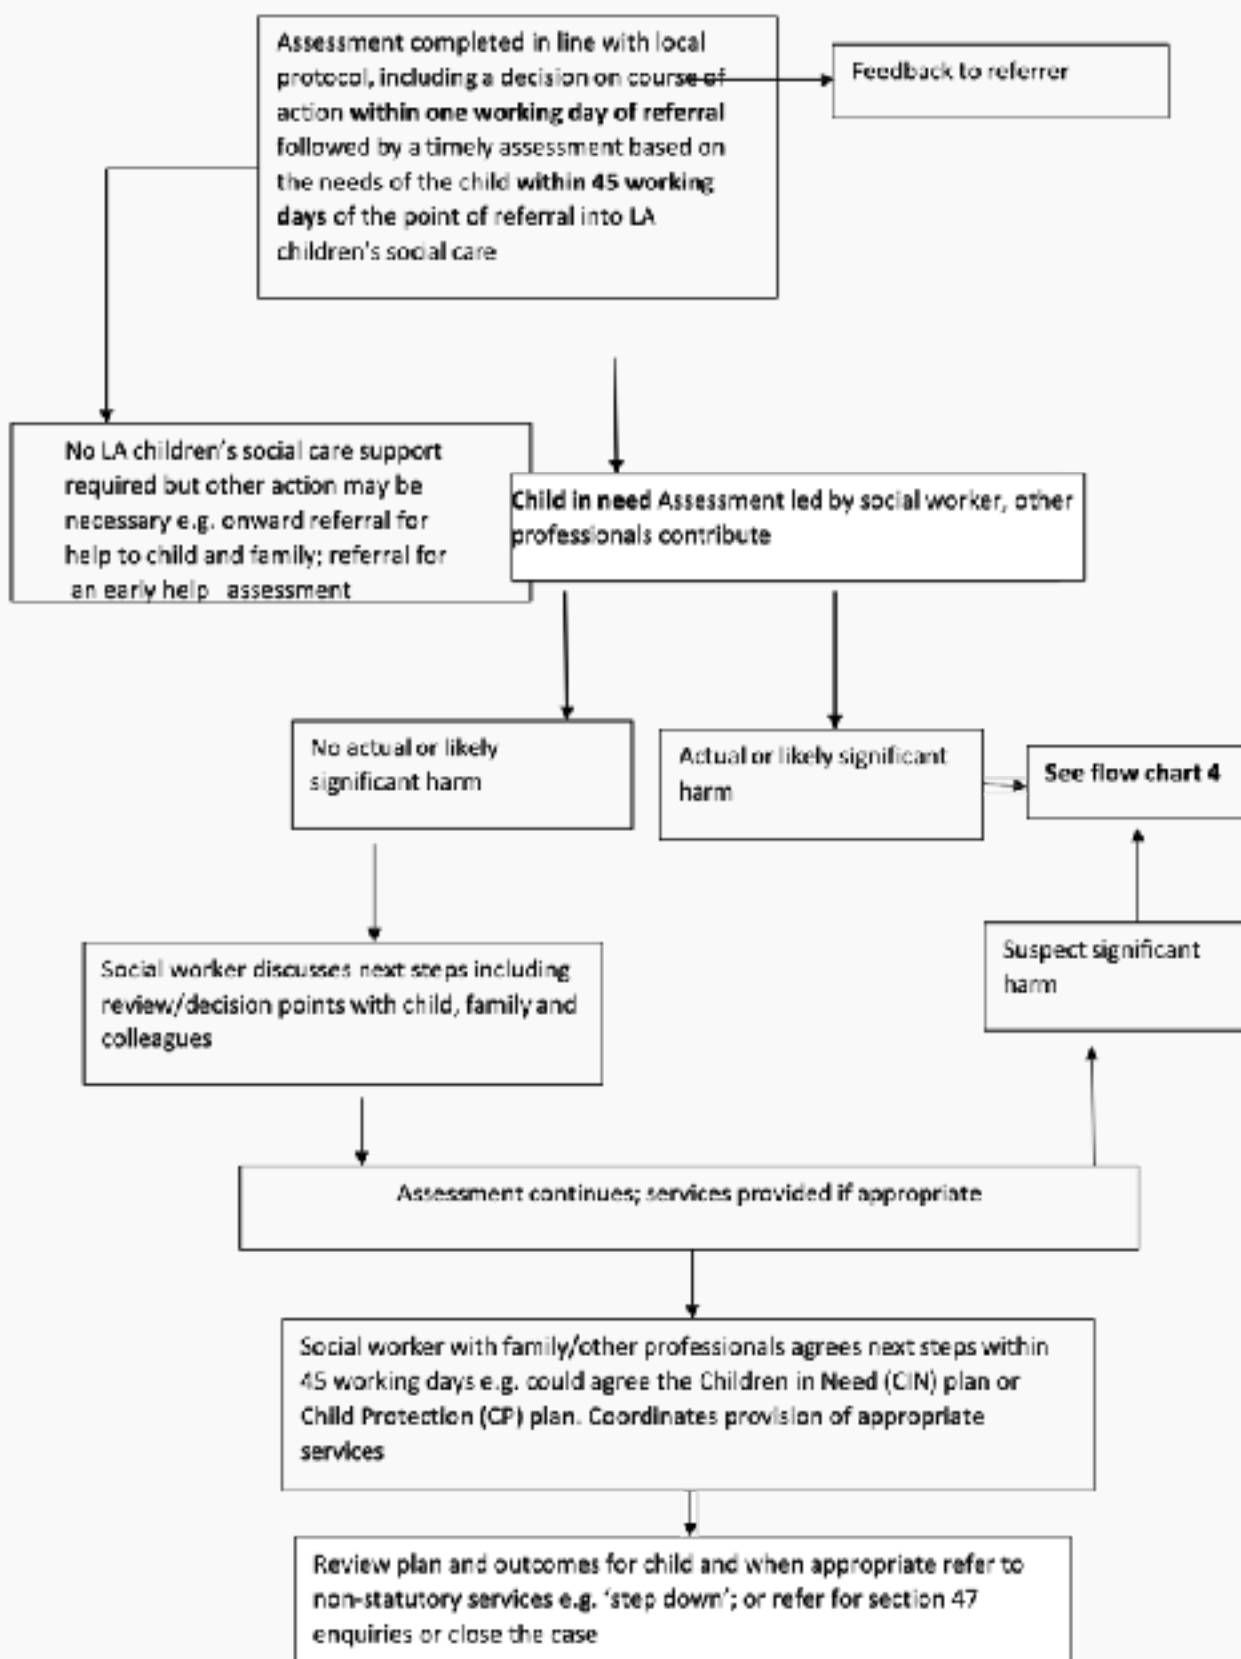 Assessment completed in line with local
protocol, including a decision on course of
action within one working day of referral
followed by a timely assessment based on
the needs of the child within 45 working
days of the point of referral into LA
children's social care
Feedback to referrer
No LA children's social care support
required but other action may be
necessary e.g. onward referral for
help to child and family; referral for
an early help assessment
Child in need Assessment led by social worker, other
professionals contribute
No actual or likely
significant harm
Actual or likely significant
harm
See flow chart 4
Suspect significant
harm
Social worker discusses next steps including
review/decision points with child, family and
colleagues
Assessment continues; services provided if appropriate
Social worker with family/other professionals agrees next steps within
45 working days e.g. could agree the Children in Need (CIN) plan or
Child Protection (CP) plan. Coordinates provision of appropriate
services
Review plan and outcomes for child and when appropriate refer to
non-statutory services e.g. 'step down'; or refer for section 47
enquiries or close the case